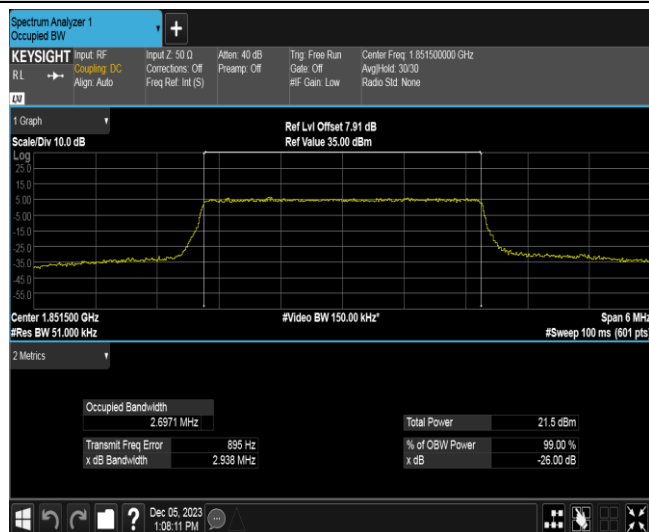 Spectrum Analyzer 1
Occupied BW
+
KEYSIGHT
RL
Input: RF
Coupling: DC
Align: Auto
Input Z: 50 Ω
Corrections: Off
Freq Ref: Int (S)
Atten: 40 dB
Preamp: Off
Trig: Free Run
Gate: Off
#IF Gain: Low
Center Freq: 1.851500000 GHz
Avg|Hold: 30/30
Radio Std: None
LXI
1 Graph
Scale/Div 10.0 dB
Ref Lvl Offset 7.91 dB
Ref Value 35.00 dBm
Log
25.0
15.0
5.00
-5.00
-15.0
-25.0
-35.0
-45.0
-55.0
Center 1.851500 GHz
#Video BW 150.00 kHz*
Span 6 MHz
#Res BW 51.000 kHz
#Sweep 100 ms (601 pts
2 Metrics
Occupied Bandwidth
2.6971 MHz
Total Power 21.5 dBm
Transmit Freq Error 895 Hz
% of OBW Power 99.00 %
x dB Bandwidth 2.938 MHz
x dB -26.00 dB
?
Dec 05, 2023
1:08:11 PM